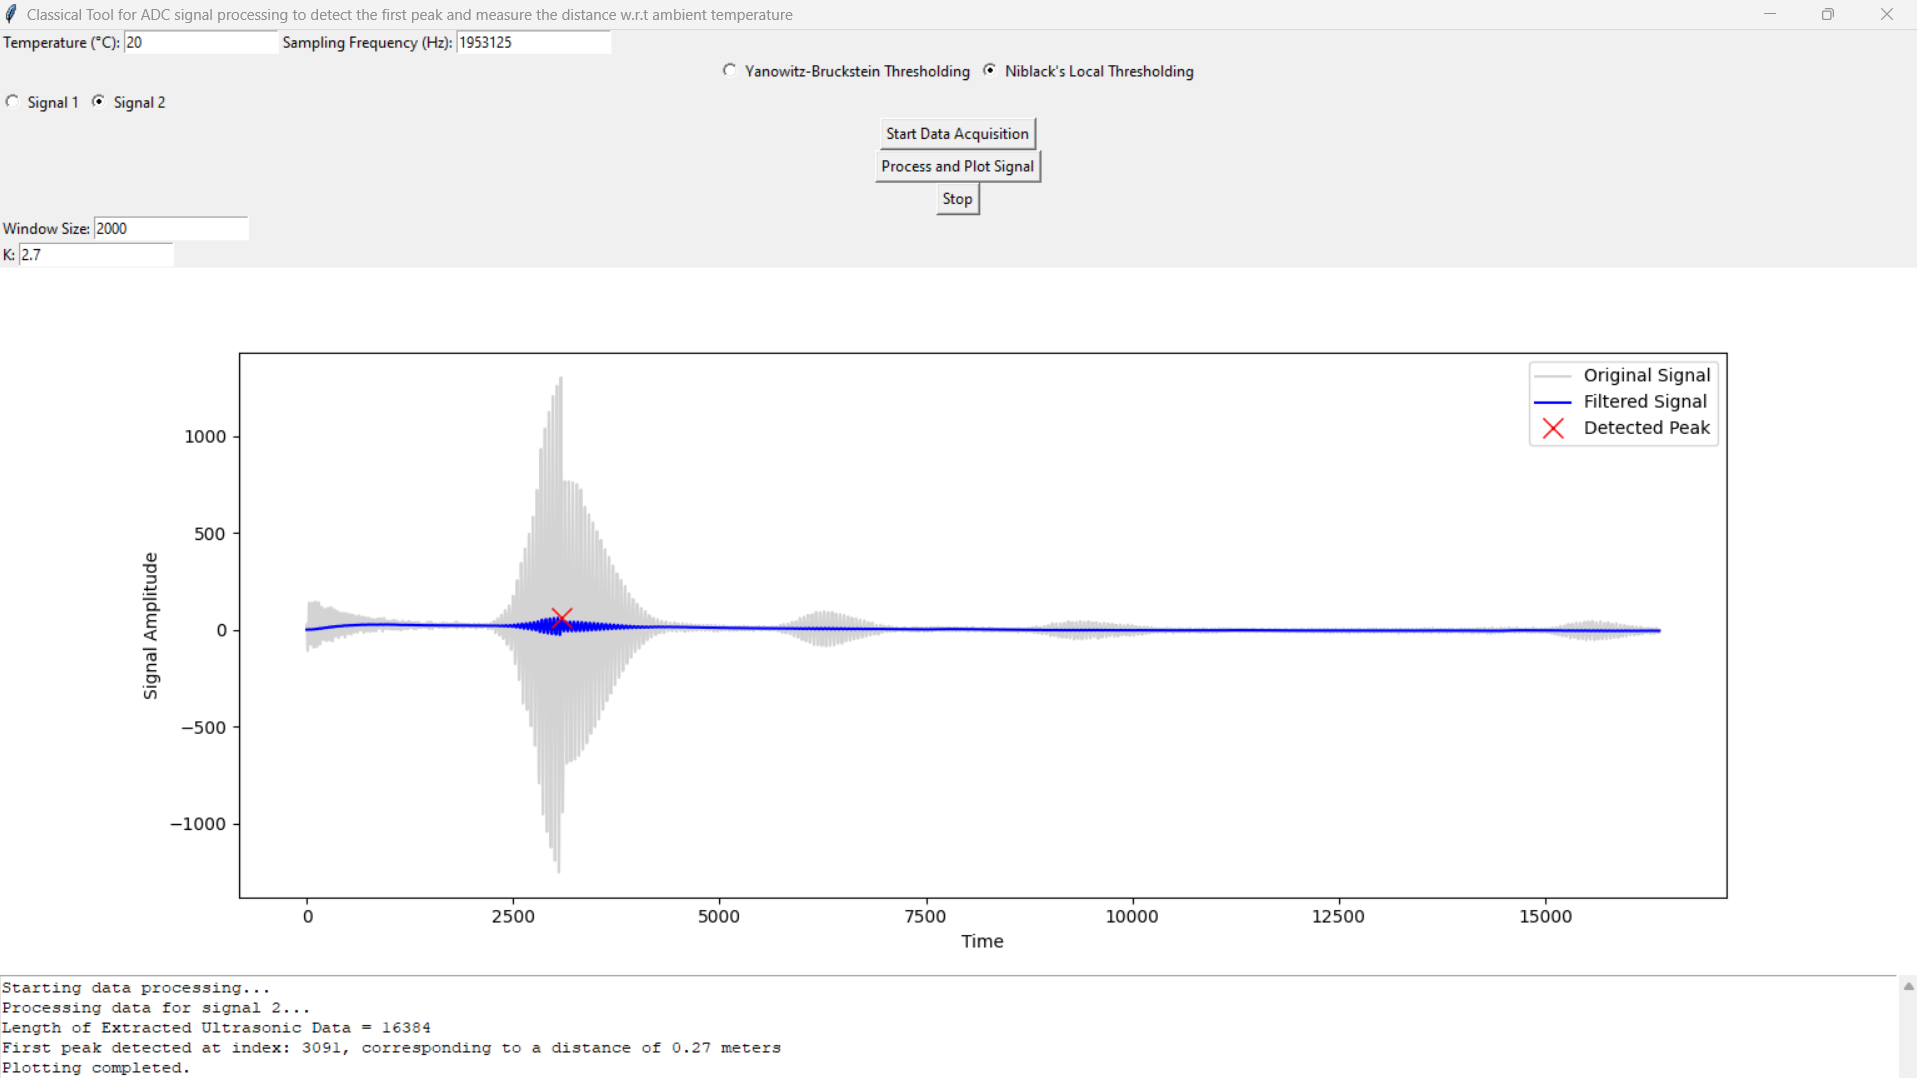 Classical Tool for ADC signal processing to detect the first peak and measure the distance w.r.t ambient temperature
Temperature (°C): 20 Sampling Frequency (Hz): 1953125
Yanowitz-Bruckstein Thresholding Niblack's Local Thresholding
Signal 1 Signal 2
Start Data Acquisition
Process and Plot Signal
Stop
Window Size: 2000
K: 2.7
Original Signal
Filtered Signal
Detected Peak
1000
500
0
−500
−1000
Signal Amplitude
0 2500 5000 7500 10000 12500 15000
Time
Starting data processing...
Processing data for signal 2...
Length of Extracted Ultrasonic Data = 16384
First peak detected at index: 3091, corresponding to a distance of 0.27 meters
Plotting completed.